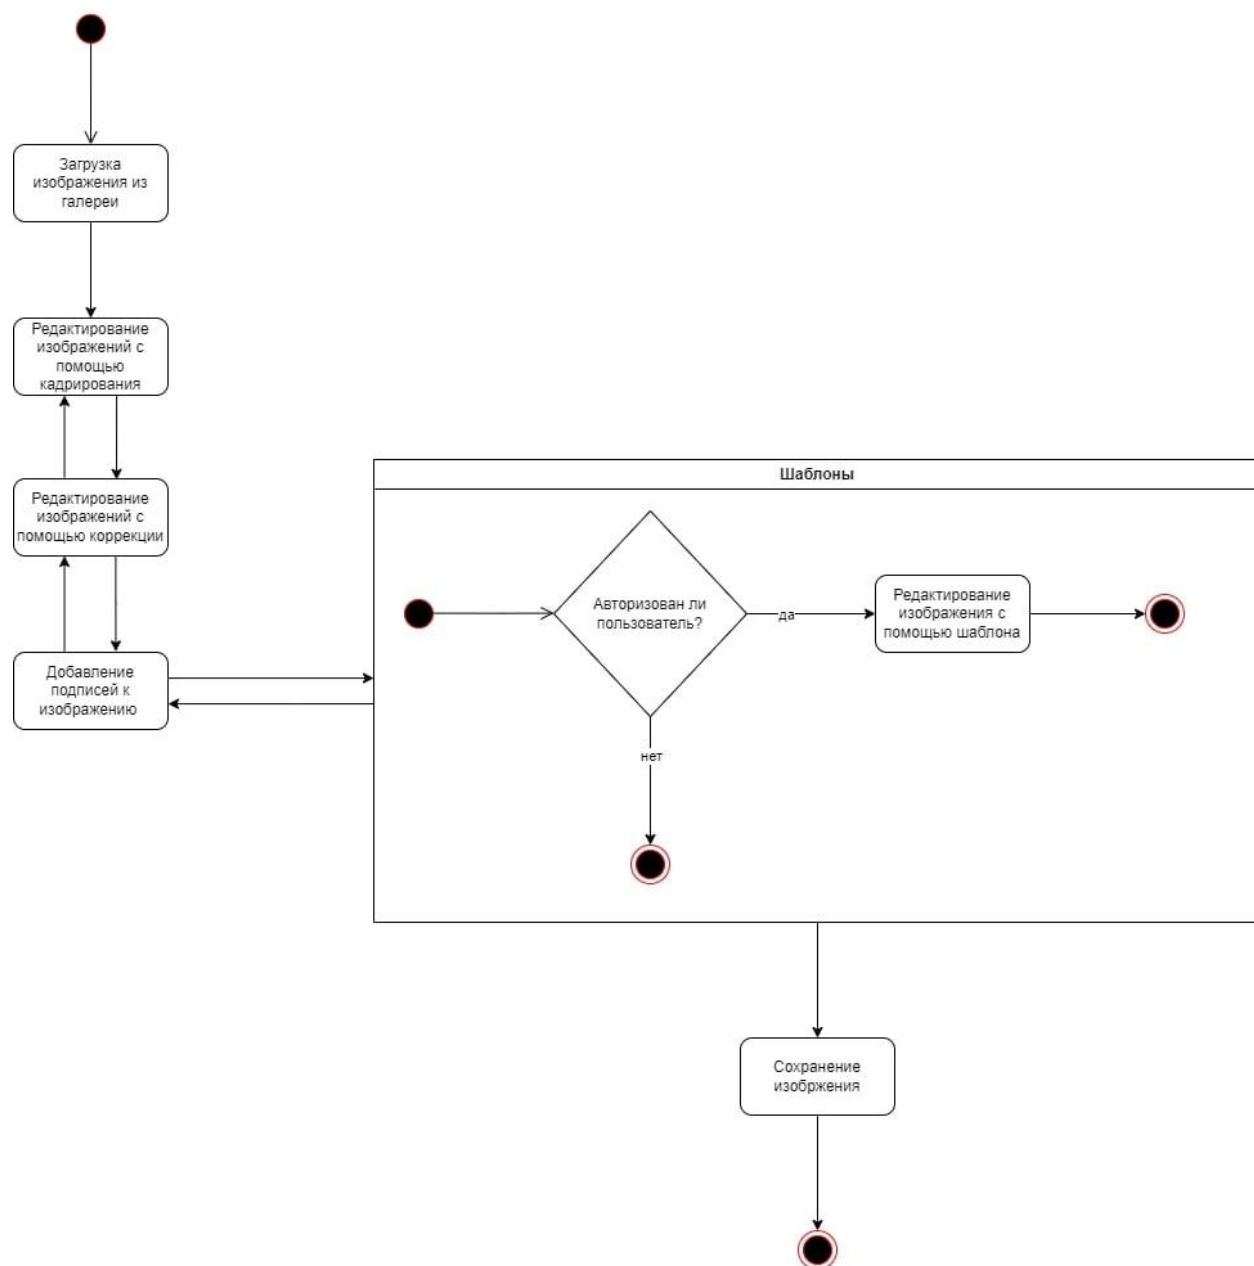 Загрузка
изображения из
галереи
Редактирование
изображений с
помощью
кадрирования
Редактирование
изображений с
помощью коррекции
Добавление
подписей к
изображению
Шаблоны
Авторизован ли
пользователь?
да
Редактирование
изображения с
помощью шаблона
нет
Сохранение
изобржения